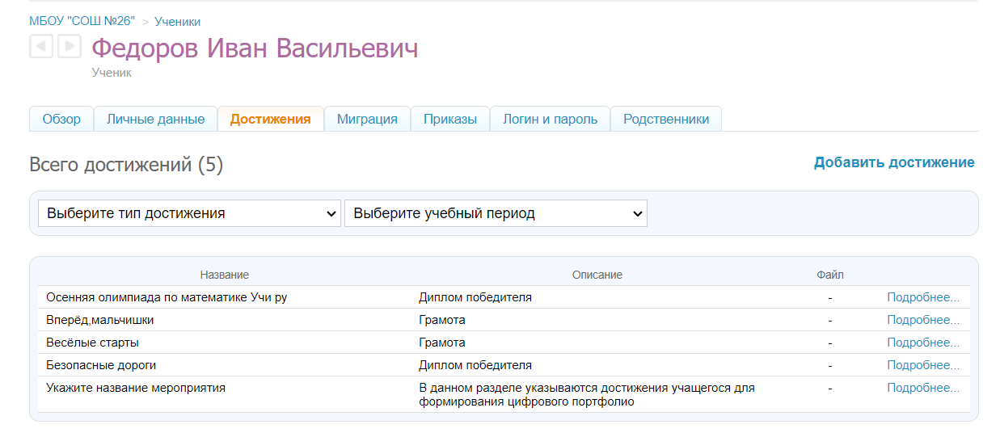 МБОУ "СОШ №26" > Ученики
Федоров Иван Васильевич
Ученик
Обзор Личные данные Достижения Миграция Приказы Логин и пароль Родственники
Всего достижений (5) Добавить достижение
Выберите тип достижения Выберите учебный период
Название Описание Файл
Осенняя олимпиада по математике Учи ру Диплом победителя - Подробнее...
Вперёд,мальчишки Грамота - Подробнее...
Весёлые старты Грамота - Подробнее...
Безопасные дороги Диплом победителя - Подробнее...
Укажите название мероприятия В данном разделе указываются достижения учащегося для - Подробнее...
формирования цифрового портфолио